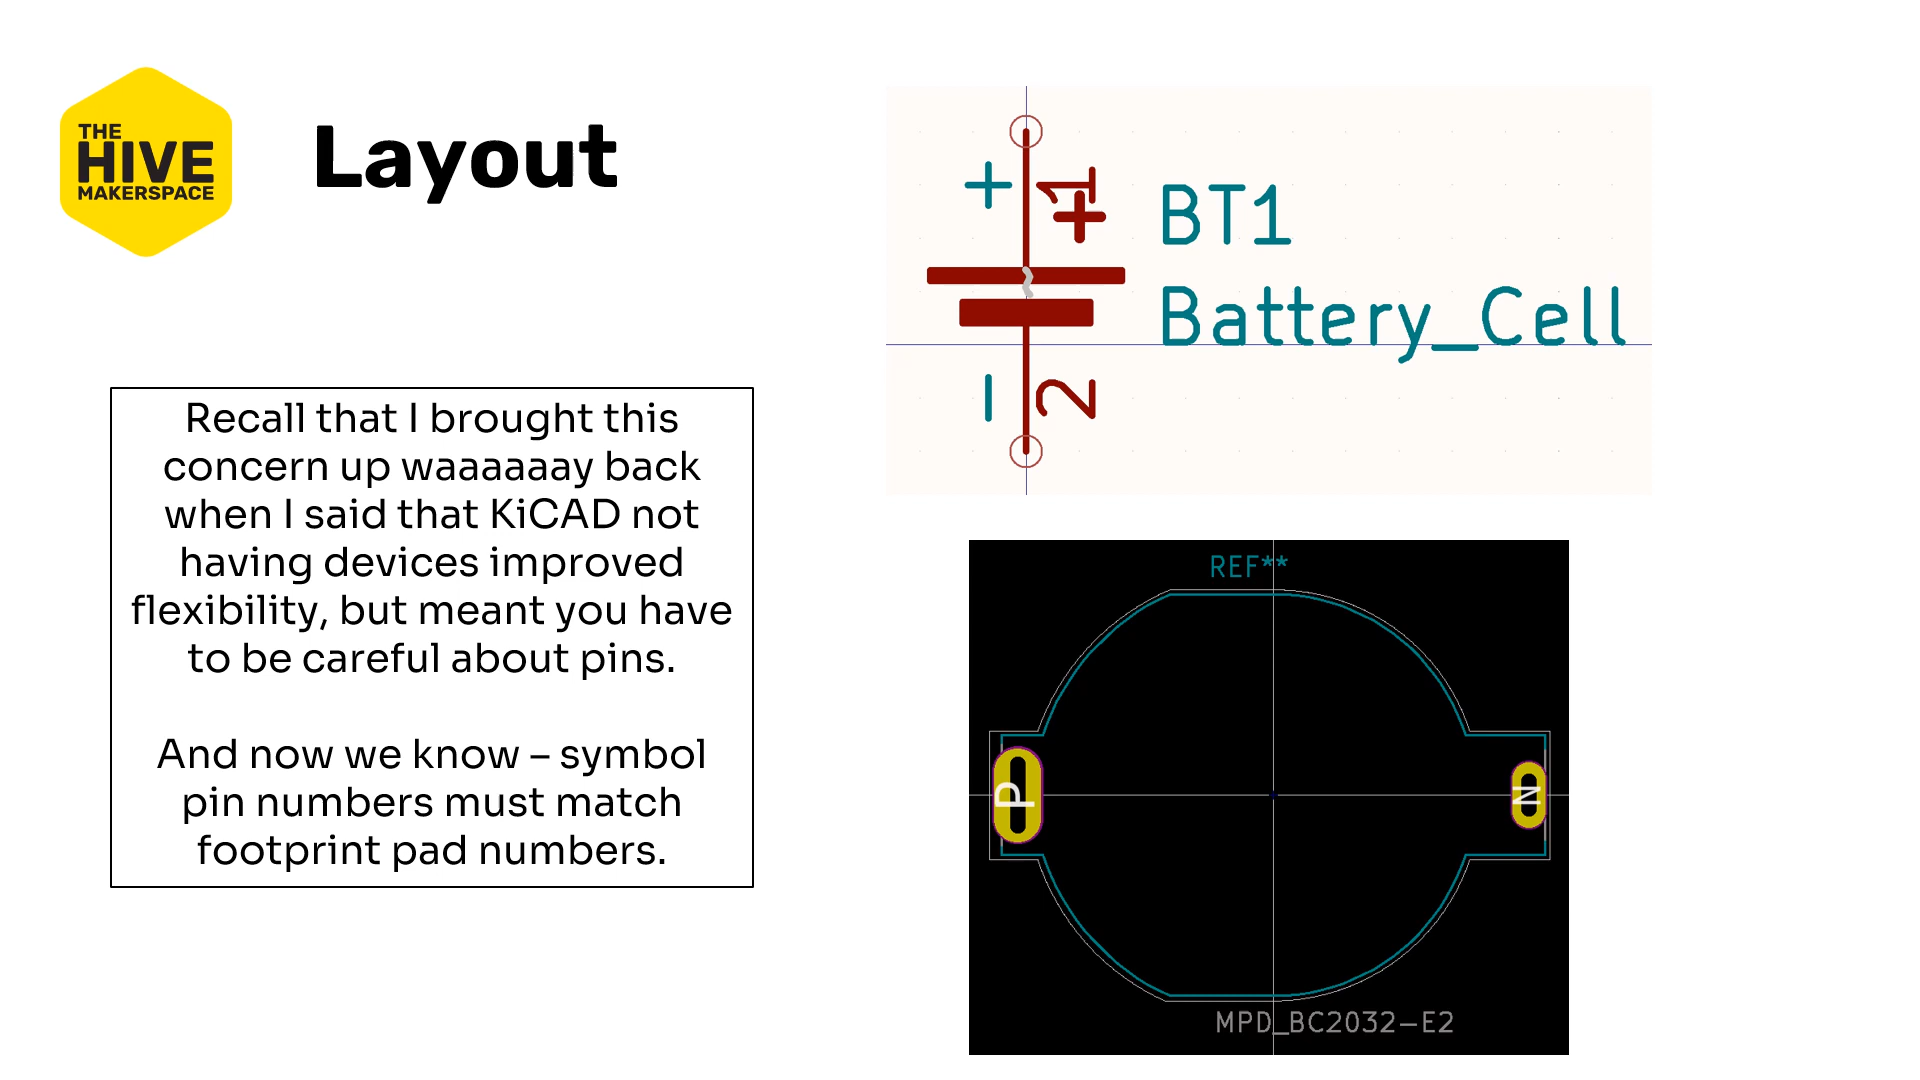 THE
HIVE
MAKERSPACE
Layout
Recall that I brought this
concern up waaaaaay back
when I said that KiCAD not
having devices improved
flexibility, but meant you have
to be careful about pins.
And now we know – symbol
pin numbers must match
footprint pad numbers.
+
1
+
BT1
Battery_Cell
–
2
REF**
P
N
MPD_BC2032-E2